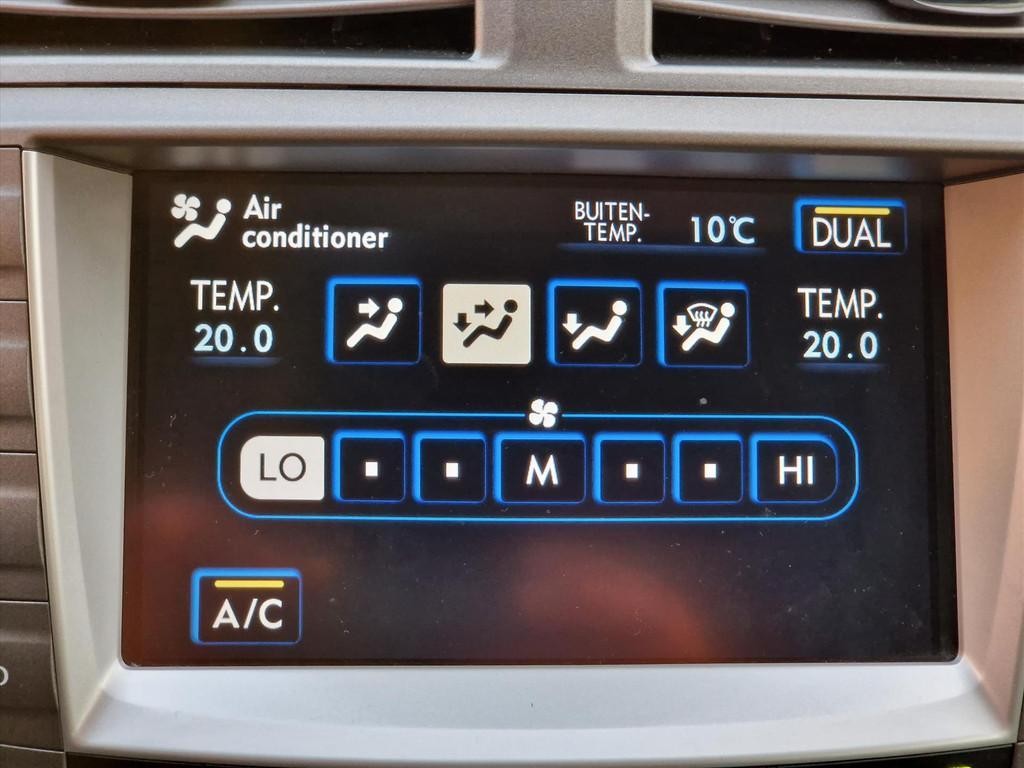 Air
conditioner
BUITEN-
TEMP.
10°C
DUAL
TEMP.
20.0
TEMP.
20.0
LO
M
HI
A/C